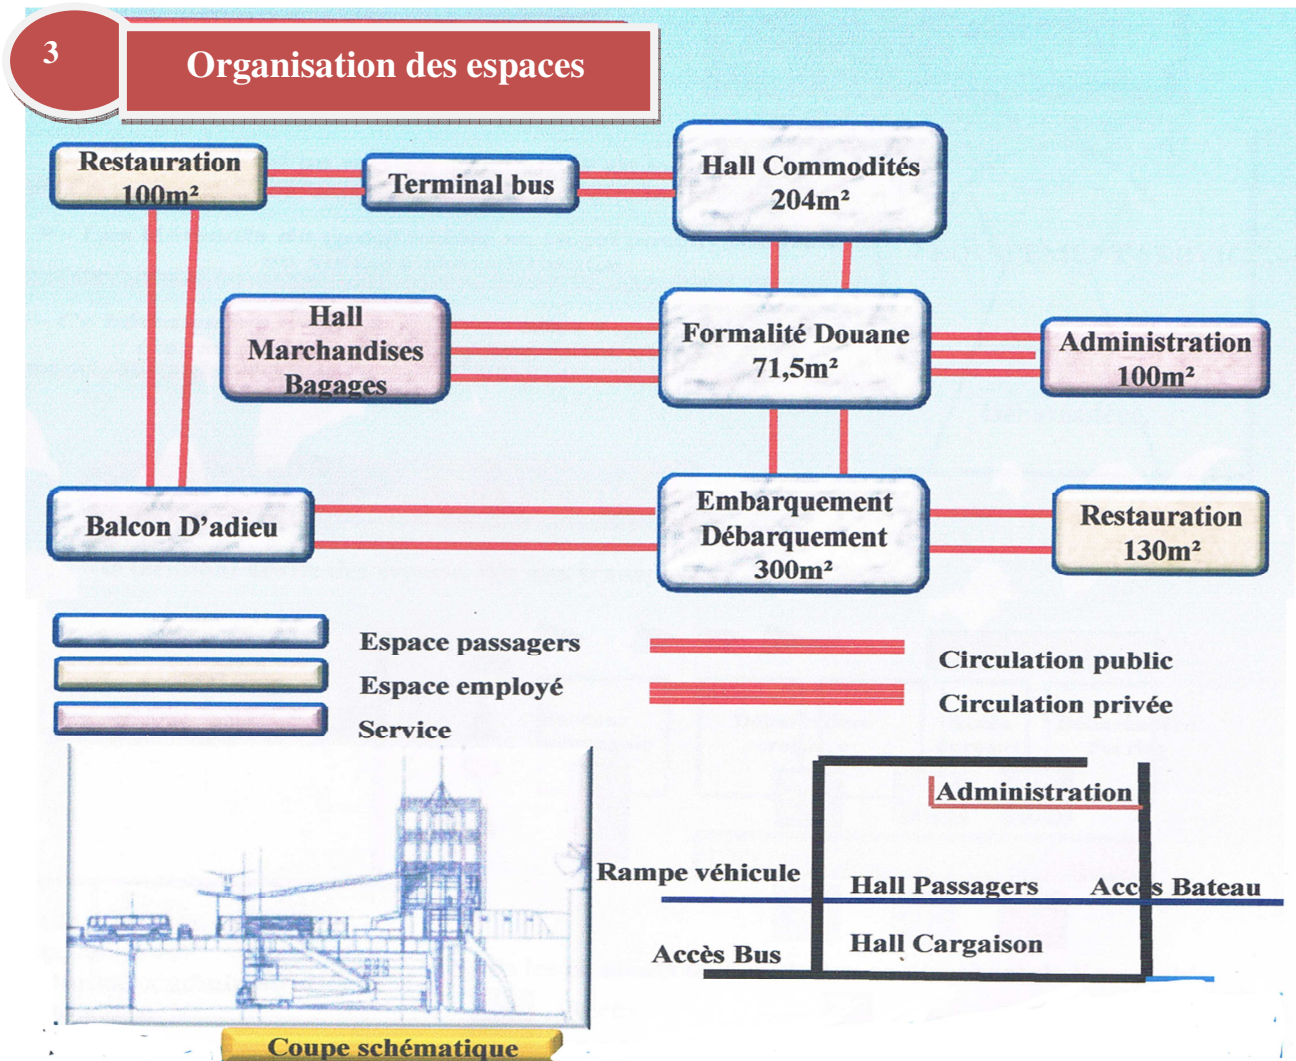 3
Organisation des espaces
Restauration
100m²
Terminal bus
Hall Commodités
204m²
Hall
Marchandises
Bagages
Formalité Douane
71,5m²
Administration
100m²
Balcon D’adieu
Embarquement
Débarquement
300m²
Restauration
130m²
Espace passagers
Espace employé
Service
Circulation public
Circulation privée
Administration
Rampe véhicule
Hall Passagers
Accès Bateau
Hall Cargaison
Accès Bus
Coupe schématique